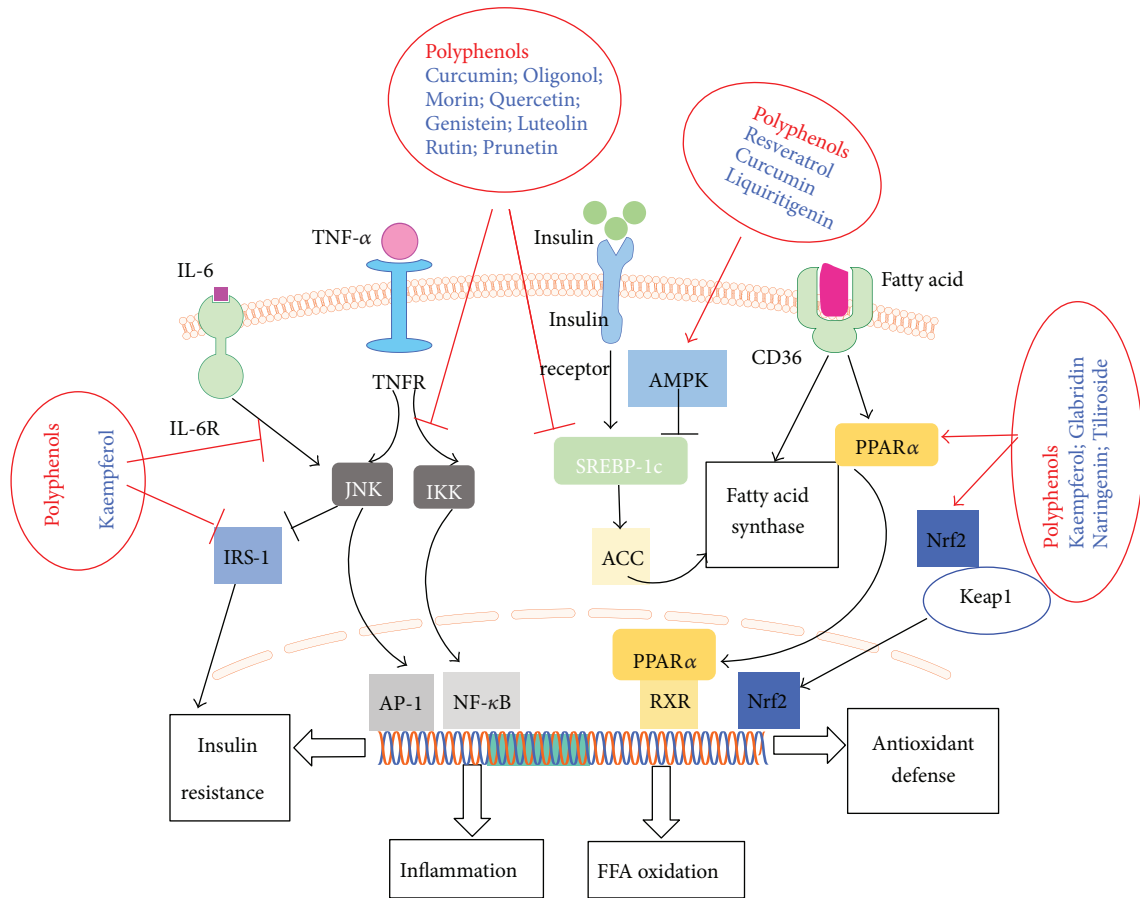 Polyphenols
Curcumin; Oligonol;
Morin; Quercetin;
Genistein; Luteolin
Rutin; Prunetin
Polyphenols
Resveratrol
Curcumin
Liquiritigenin
TNF-α
Insulin
IL-6
Fatty acid
Insulin
receptor
CD36
TNFR
AMPK
IL-6R
Polyphenols
Kaempferol
PPARα
Polyphenols
Kaempferol; Glabridin
Naringenin; Tiliroside
JNK
IKK
SREBP-1c
Fatty acid
synthase
IRS-1
ACC
Nrf2
Keap1
PPARα
AP-1
NF-κB
RXR
Nrf2
Insulin
resistance
Antioxidant
defense
Inflammation
FFA oxidation